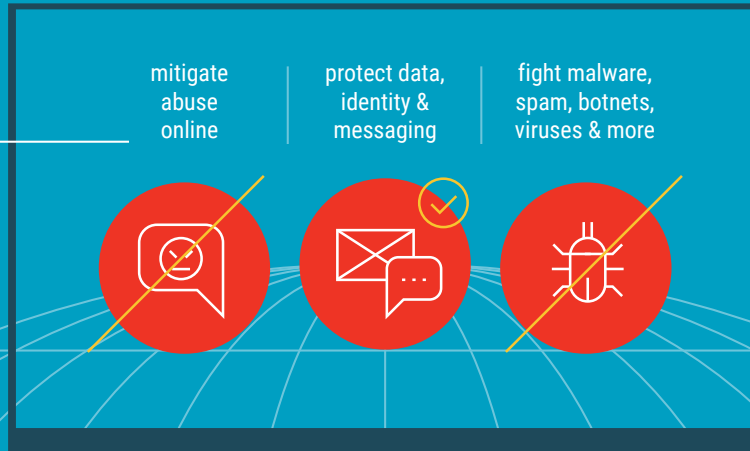 mitigate
abuse
online
protect data,
identity &
messaging
fight malware,
spam, botnets,
viruses & more